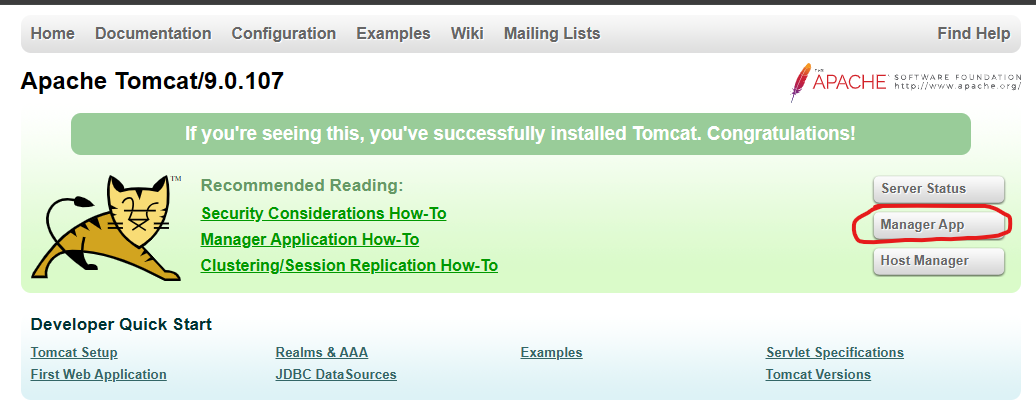 Home Documentation Configuration Examples Wiki Mailing Lists Find Help
Apache Tomcat/9.0.107
THE
APACHE SOFTWARE FOUNDATION
http://www.apache.org/
If you're seeing this, you've successfully installed Tomcat. Congratulations!
TM
Recommended Reading:
Security Considerations How-To
Manager Application How-To
Clustering/Session Replication How-To
Server Status
Manager App
Host Manager
Developer Quick Start
Tomcat Setup
First Web Application
Realms & AAA
JDBC DataSources
Examples
Servlet Specifications
Tomcat Versions